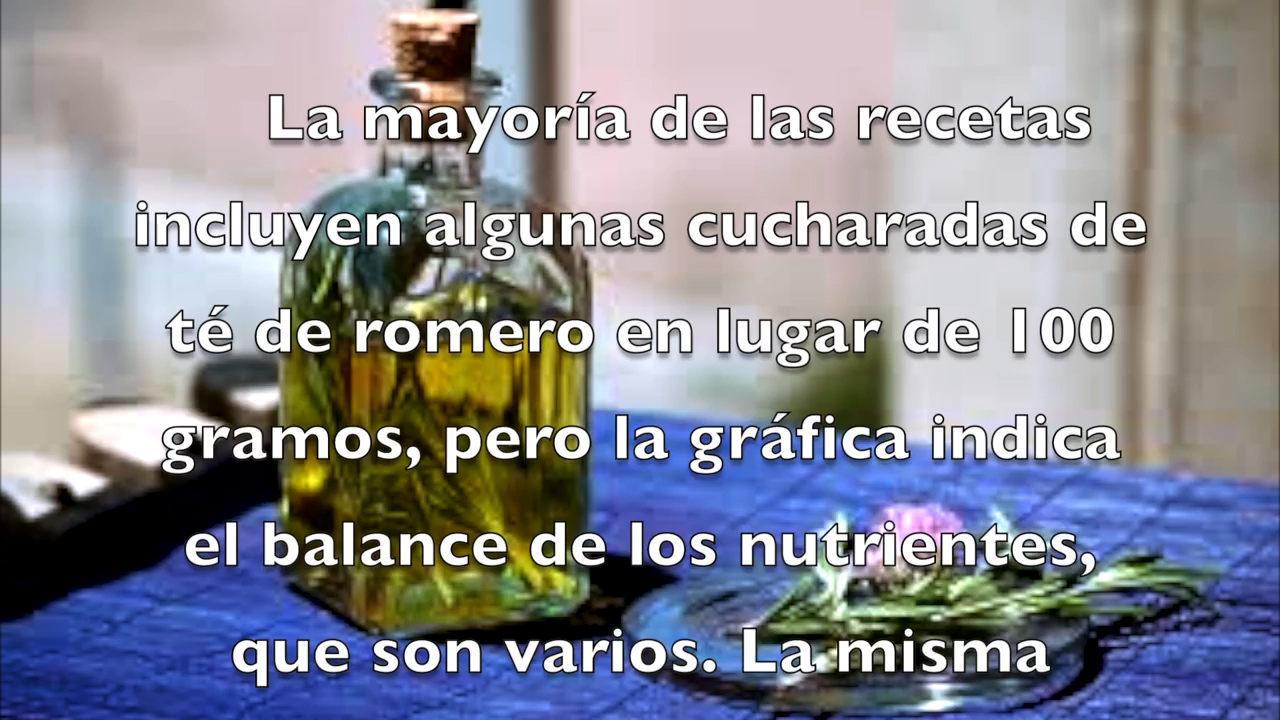 La mayoría de las recetas
incluyen algunas cucharadas de
té de romero en lugar de 100
gramos, pero la gráfica indica
el balance de los nutrientes,
que son varios. La misma